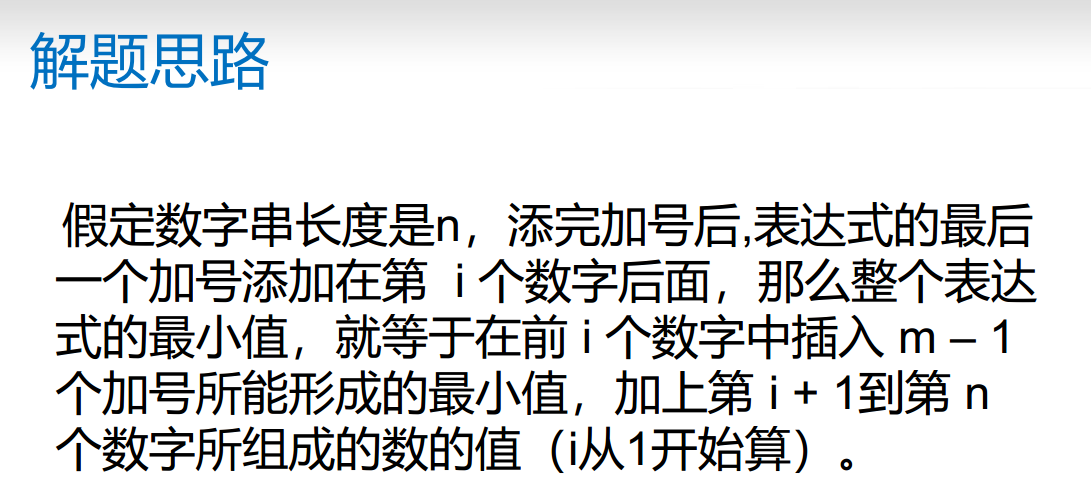 解题思路
假定数字串长度是n，添完加号后,表达式的最后
一个加号添加在第 i 个数字后面，那么整个表达
式的最小值，就等于在前 i 个数字中插入 m – 1
个加号所能形成的最小值，加上第 i + 1到第 n
个数字所组成的数的值（i从1开始算）。